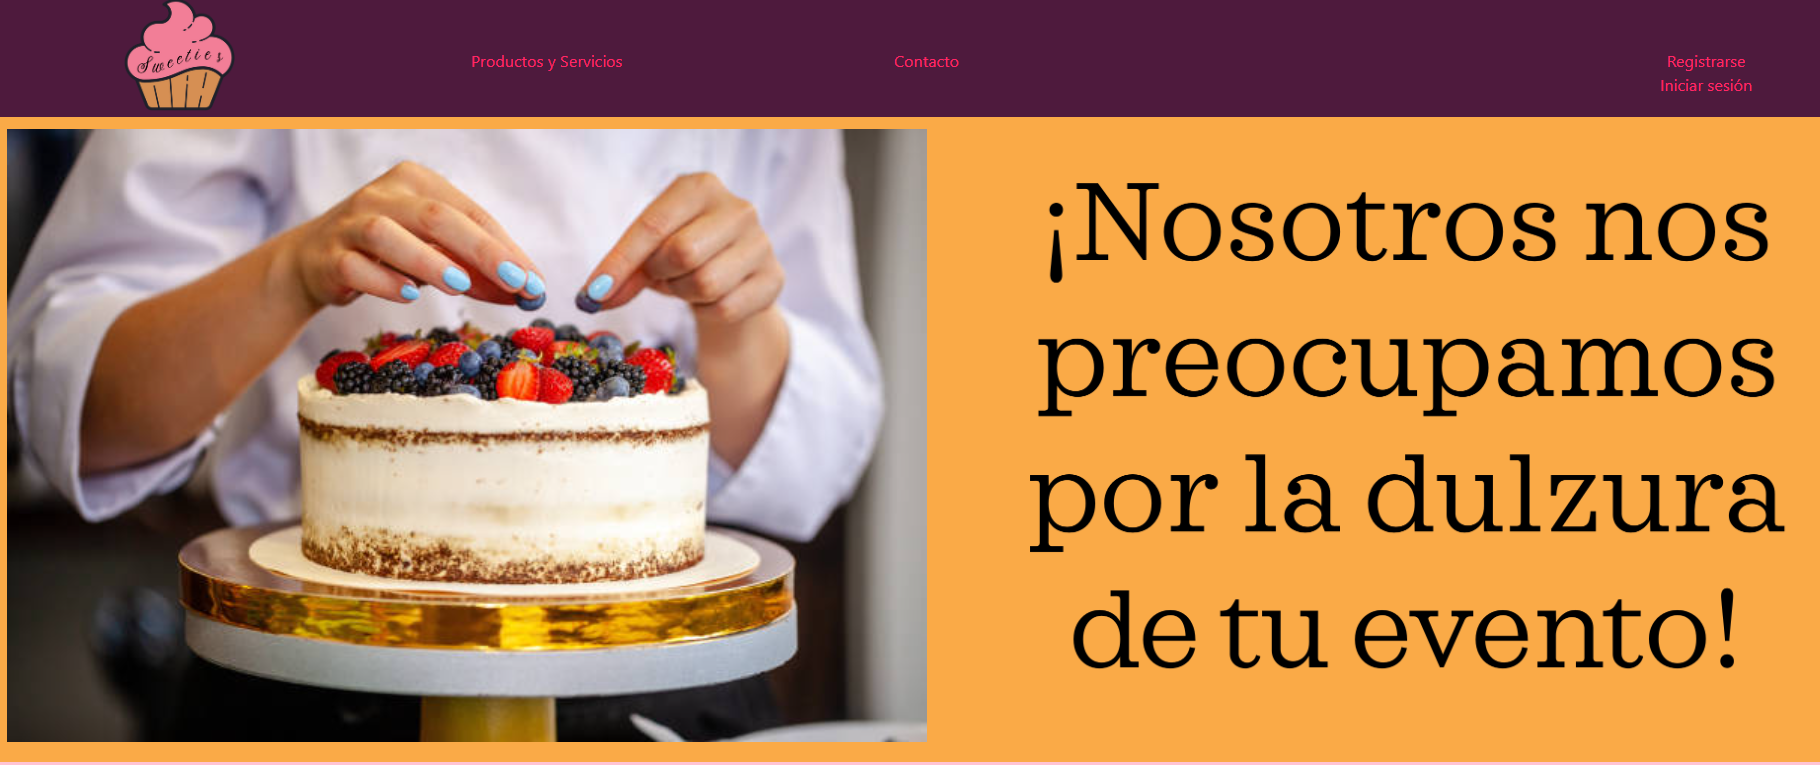 Sweeties
Productos y Servicios
Contacto
Registrarse
Iniciar sesión
¡Nosotros nos
preocupamos
por la dulzura
de tu evento!